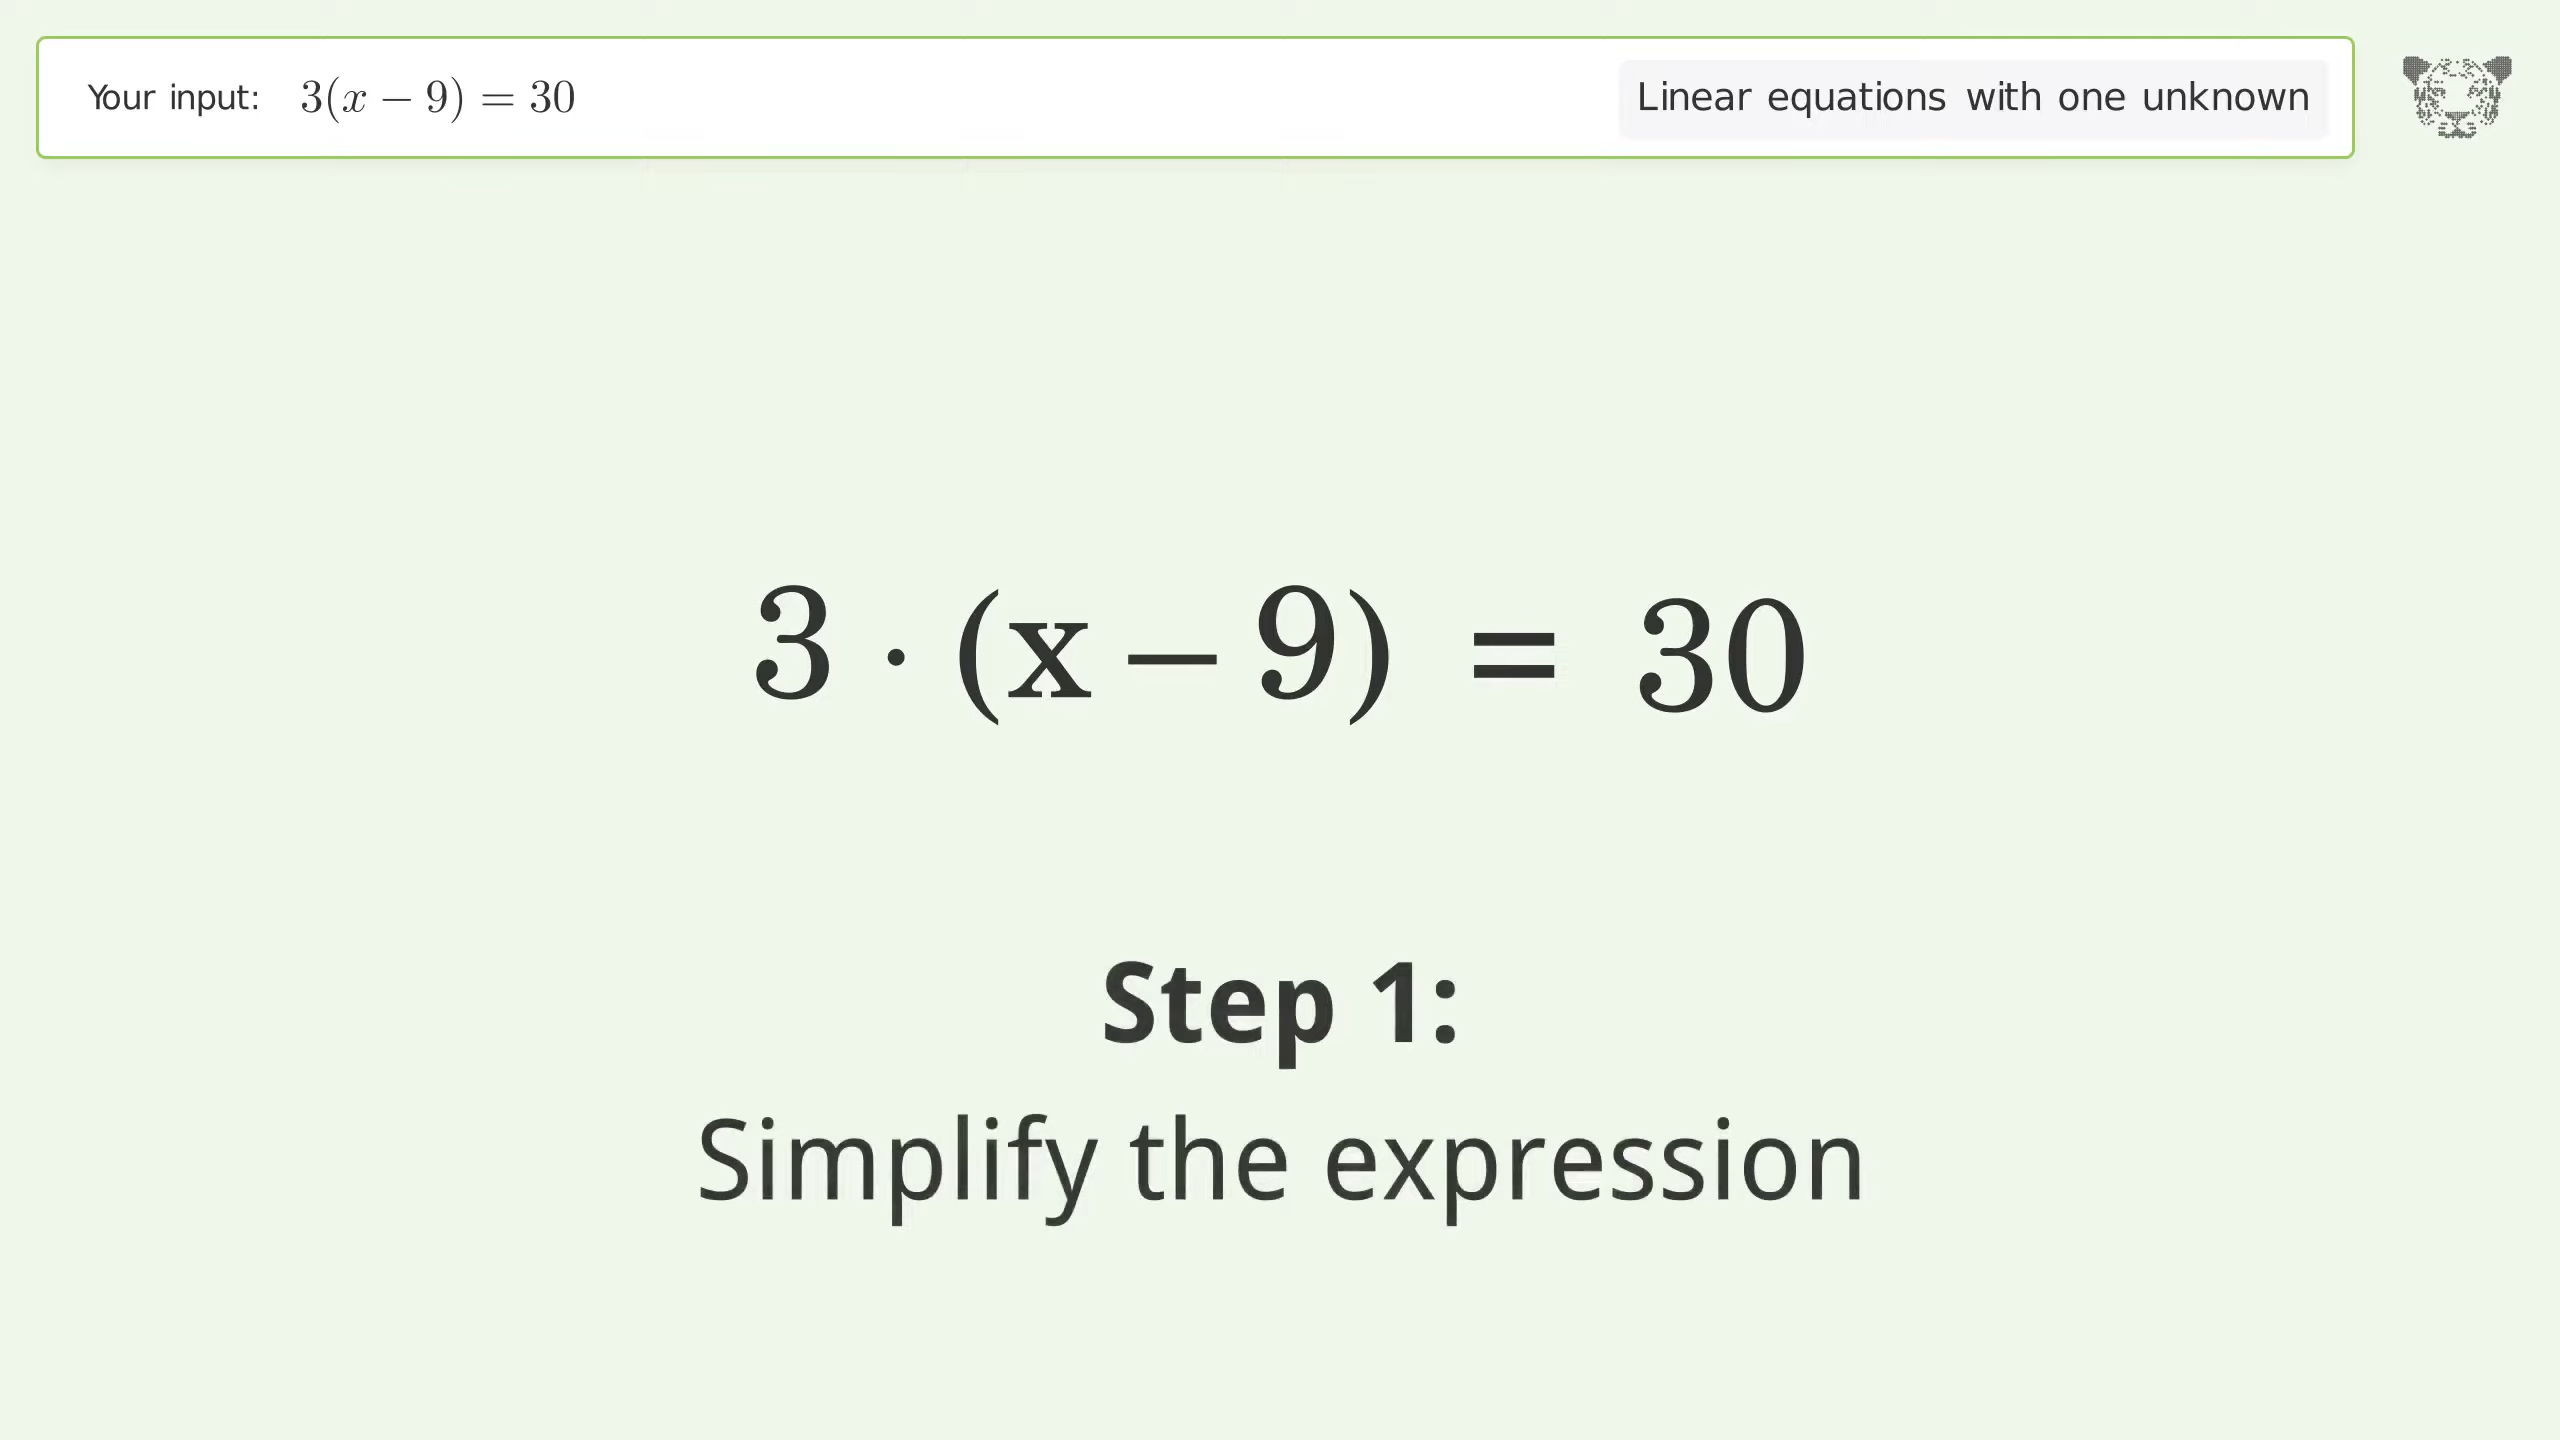 Your input: 3(x − 9) = 30
Linear equations with one unknown
3 · (x – 9) = 30
Step 1:
Simplify the expression